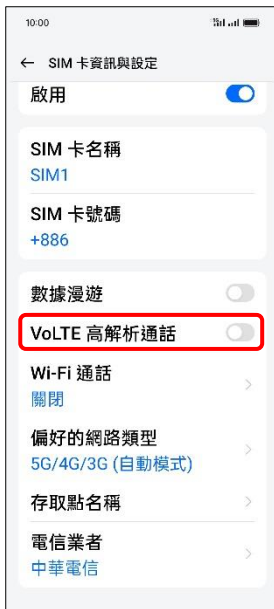 10:00
← SIM 卡資訊與設定
啟用
SIM 卡名稱
SIM1
SIM 卡號碼
+886
數據漫遊
VoLTE 高解析通話
Wi-Fi 通話
關閉
偏好的網路類型
5G/4G/3G (自動模式)
存取點名稱
電信業者
中華電信